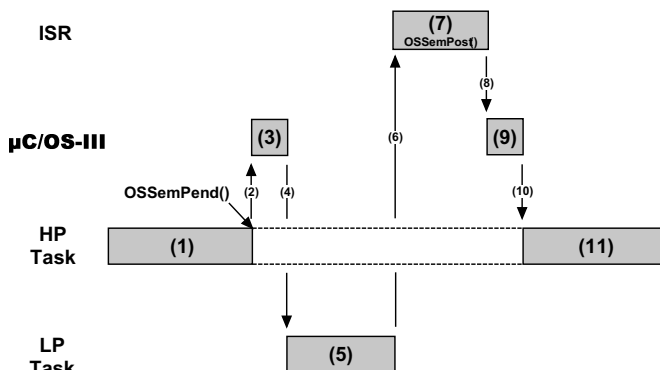 ISR
(7)
OSSemPost()
(8)
µC/OS-III
(3)
(6)
(9)
OSSemPend()
(2)
(4)
(10)
HP
Task
(1)
(11)
LP
Task
(5)